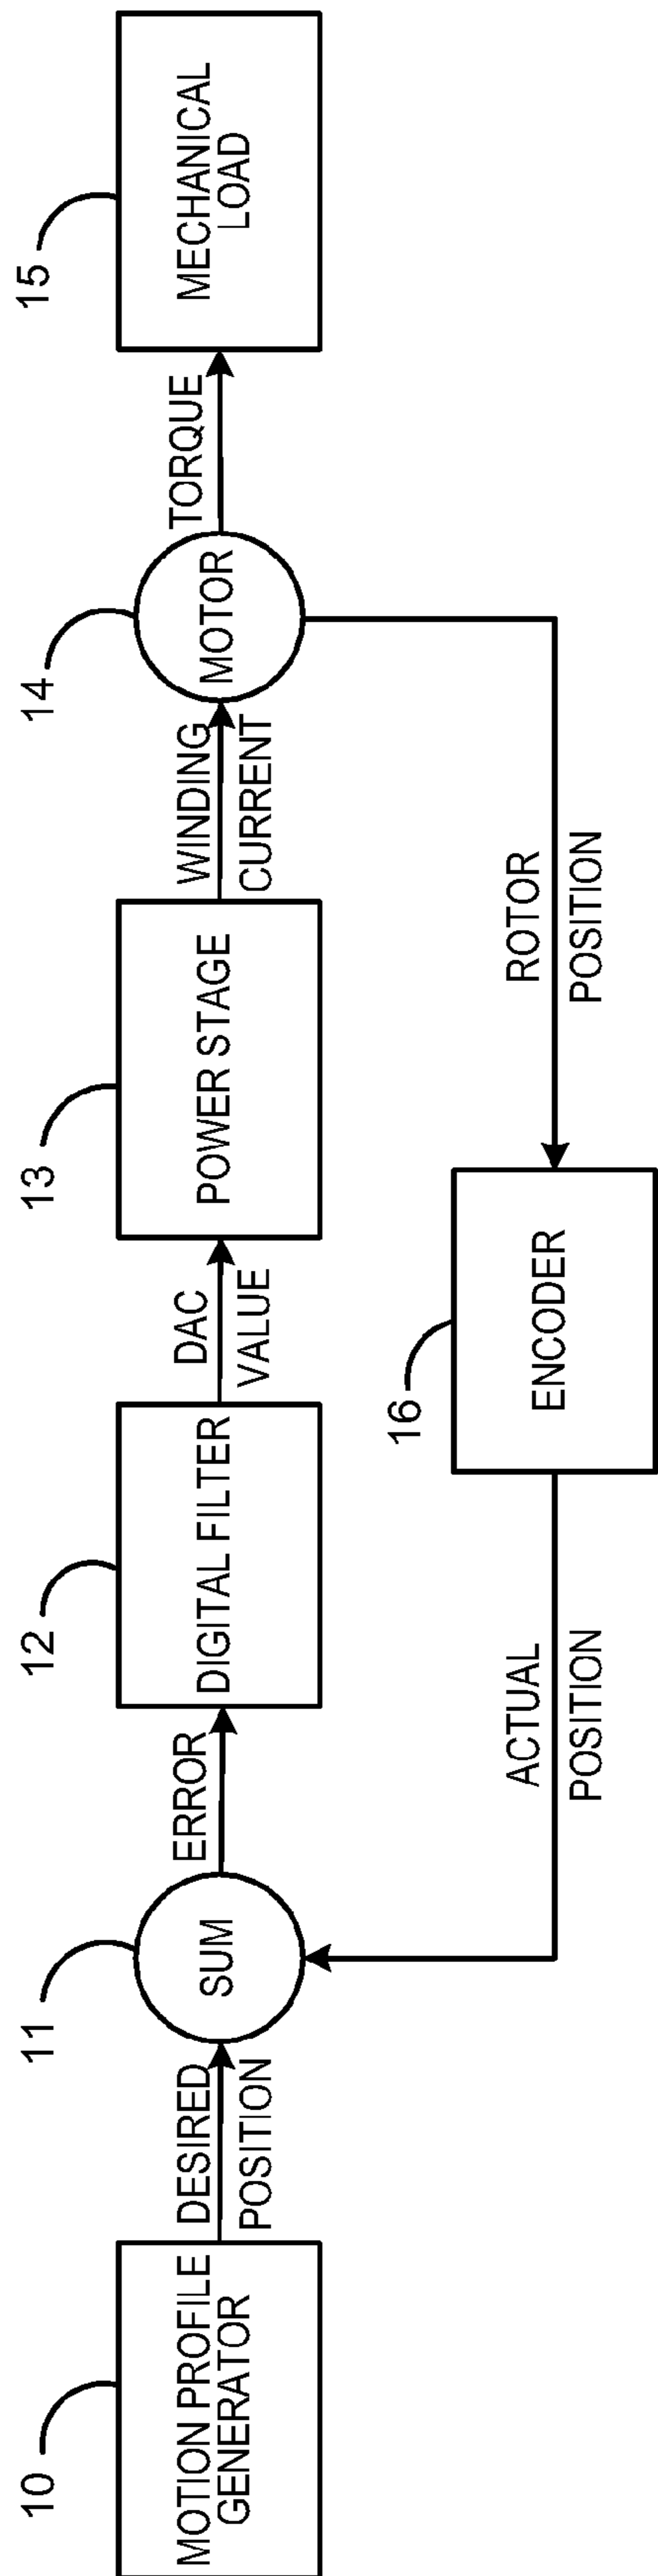 10
MOTION PROFILE
GENERATOR
DESIRED
POSITION
11
SUM
ERROR
12
DIGITAL FILTER
DAC
VALUE
13
POWER STAGE
WINDING
CURRENT
14
MOTOR
TORQUE
15
MECHANICAL
LOAD
ACTUAL
POSITION
16
ENCODER
ROTOR
POSITION